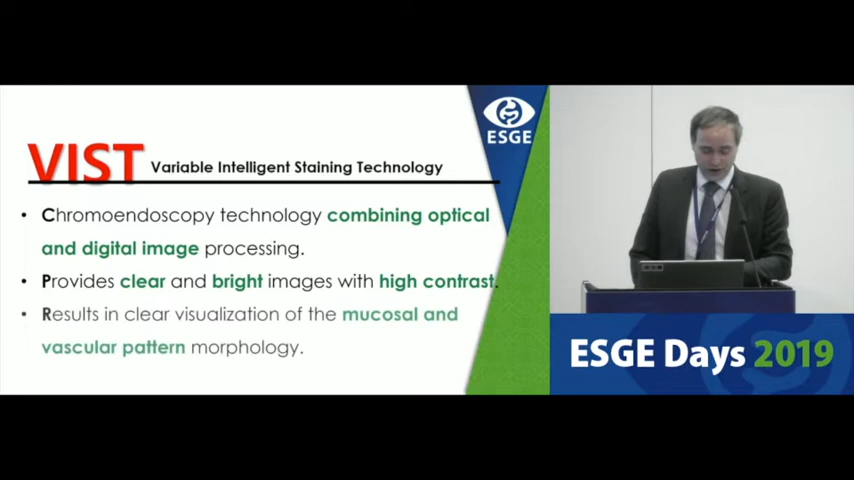 ESGE
VIST Variable Intelligent Staining Technology
• Chromoendoscopy technology combining optical
and digital image processing.
• Provides clear and bright images with high contrast.
• Results in clear visualization of the mucosal and
vascular pattern morphology.
ESGE Days 2019